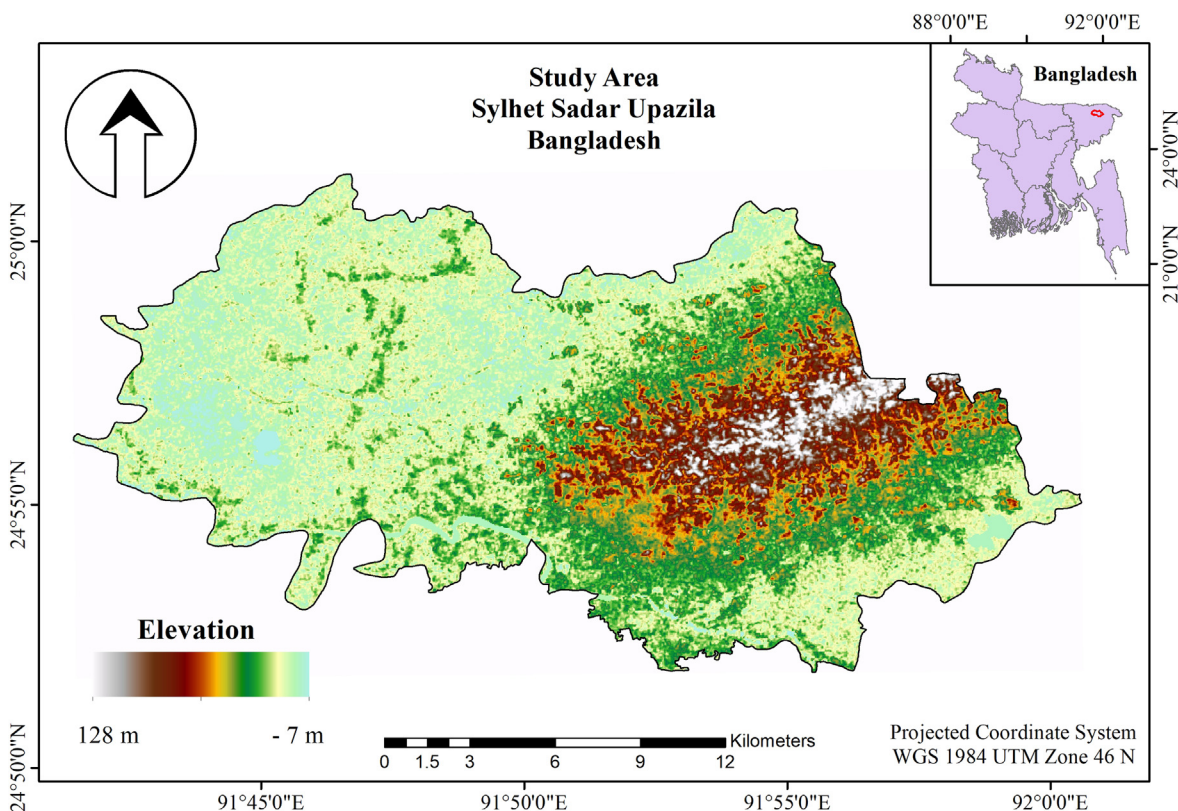 88°0'0"E
92°0'0"E
Study Area
Sylhet Sadar Upazila
Bangladesh
Bangladesh
24°0'0"N
21°0'0"N
25°0'0"N
24°55'0"N
24°50'0"N
Elevation
128 m
- 7 m
Kilometers
0 1.5 3 6 9 12
Projected Coordinate System
WGS 1984 UTM Zone 46 N
91°45'0"E
91°50'0"E
91°55'0"E
92°0'0"E